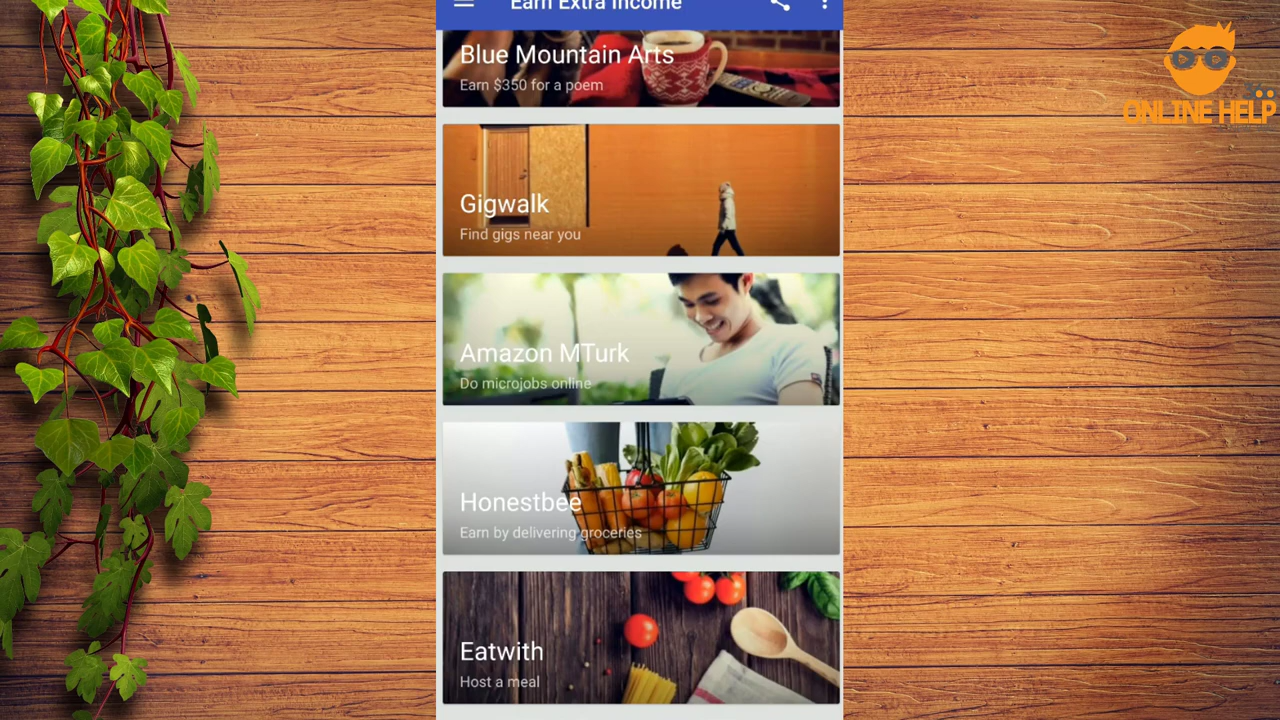 Earn Extra Income
ONLINE HELP
Blue Mountain Arts
Earn $350 for a poem
Gigwalk
Find gigs near you
Amazon MTurk
Do microjobs online
Honestbee
Earn by delivering groceries
Eatwith
Host a meal